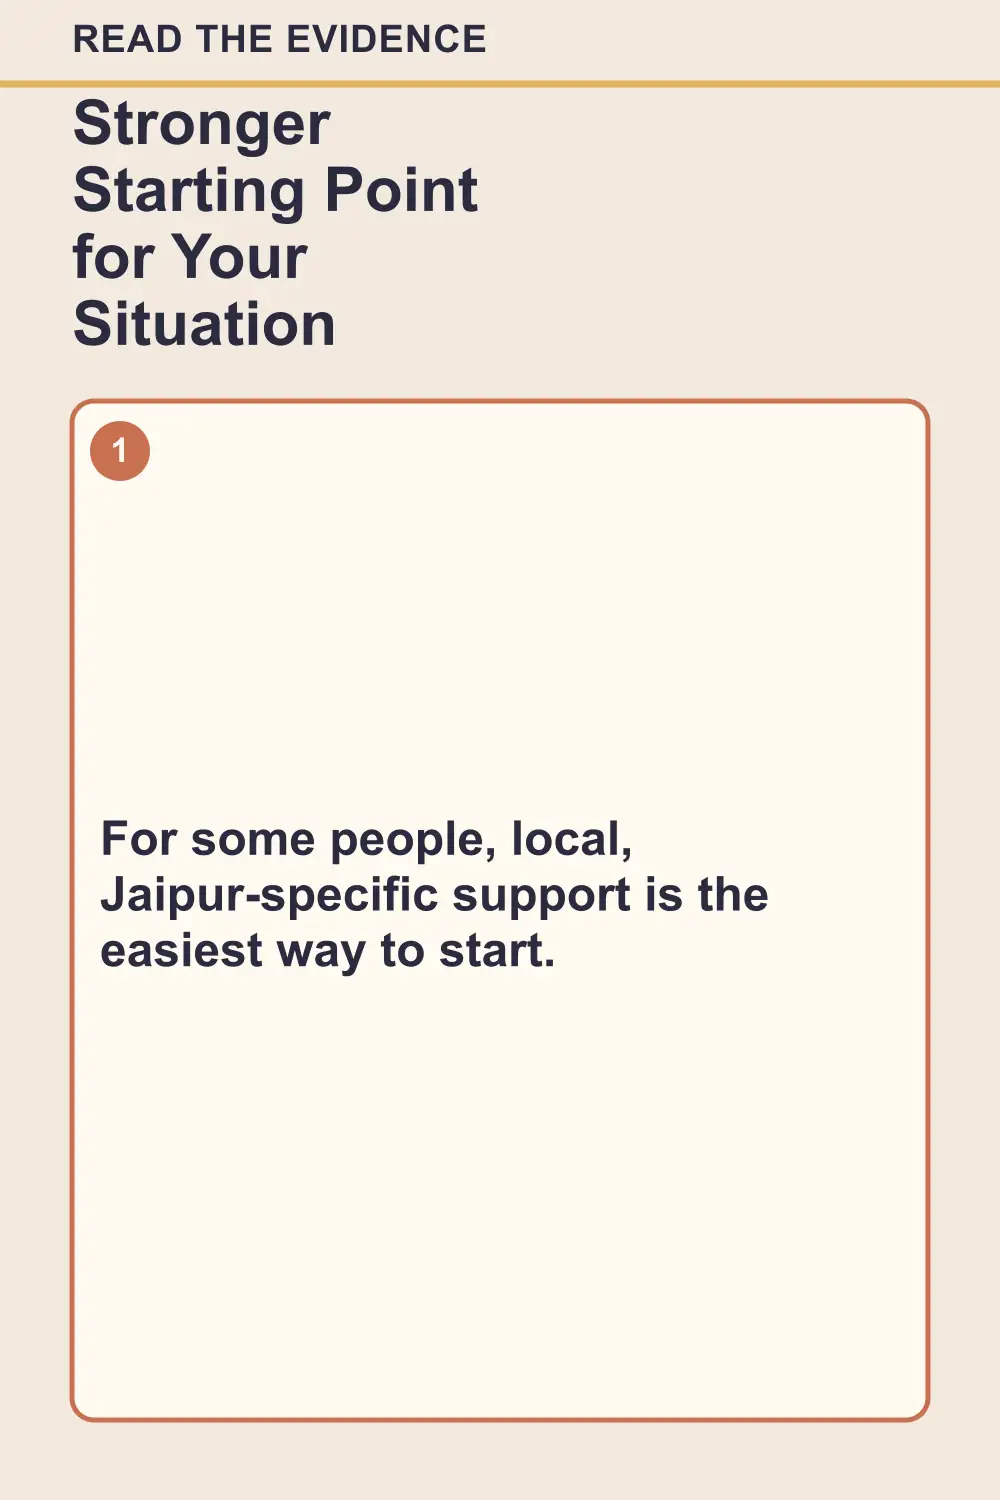 READ THE EVIDENCE
Stronger
Starting Point
for Your
Situation
1
For some people, local,
Jaipur-specific support is the
easiest way to start.